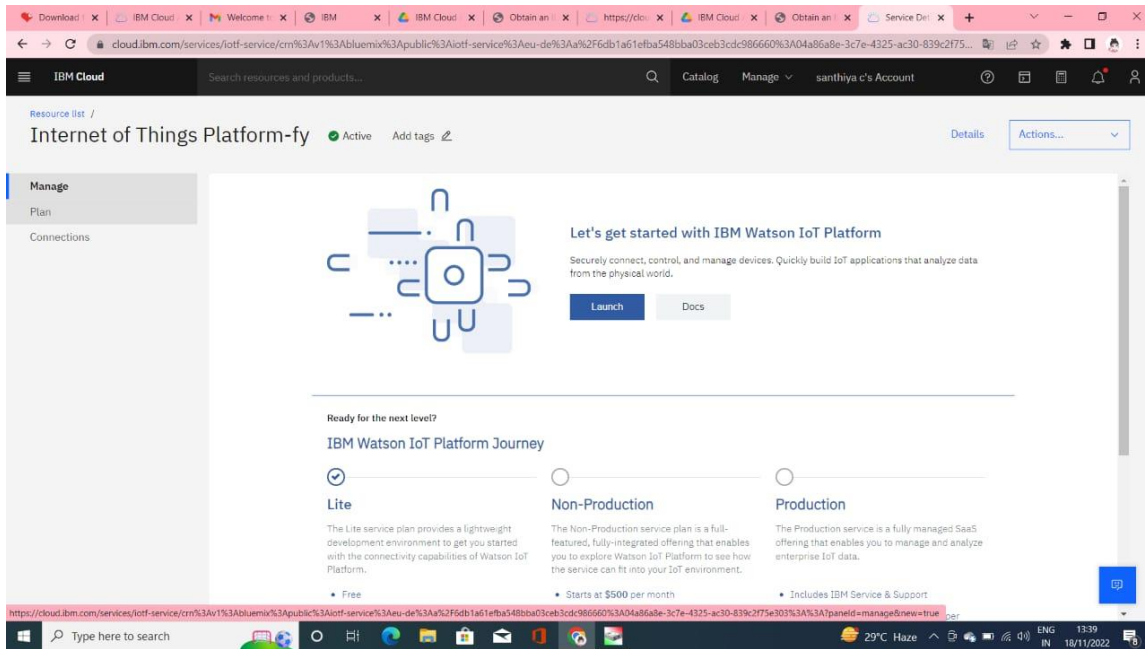 Download
IBM Cloud
Welcome t
IBM
IBM Cloud
Obtain an
https://clou
IBM Cloud
Obtain an
Service Det
cloud.ibm.com/services/iotf-service/crn%3Av1%3Abluemix%3Apublic%3Aiotf-service%3Aeu-de%3Aa%2F6db1a61efba548bba03ceb3cdc986660%3A04a86a8e-3c7e-4325-ac30-839c2f75...
IBM Cloud
Search resources and products...
Catalog
Manage
santhiya c's Account
Resource list /
Internet of Things Platform-fy
Active
Add tags
Details
Actions...
Manage
Plan
Connections
Let's get started with IBM Watson IoT Platform
Securely connect, control, and manage devices. Quickly build IoT applications that analyze data
from the physical world.
Launch
Docs
Ready for the next level?
IBM Watson IoT Platform Journey
Lite
The Lite service plan provides a lightweight
development environment to get you started
with the connectivity capabilities of Watson IoT
Platform.
• Free
Non-Production
The Non-Production service plan is a full-
featured, fully-integrated offering that enables
you to explore Watson IoT Platform to see how
the service can fit into your IoT environment.
• Starts at $500 per month
Production
The Production service is a fully managed SaaS
offering that enables you to manage and analyze
enterprise IoT data.
• Includes IBM Service & Support
per
https://cloud.ibm.com/services/iotf-service/crn%3Av1%3Abluemix%3Apublic%3Aiotf-service%3Aeu-de%3Aa%2F6db1a61efba548bba03ceb3cdc986660%3A04a86a8e-3c7e-4325-ac30-839c2f75e303%3A%3A?paneId=manage&new=true
Type here to search
29°C Haze
ENG
IN
13:39
18/11/2022
8